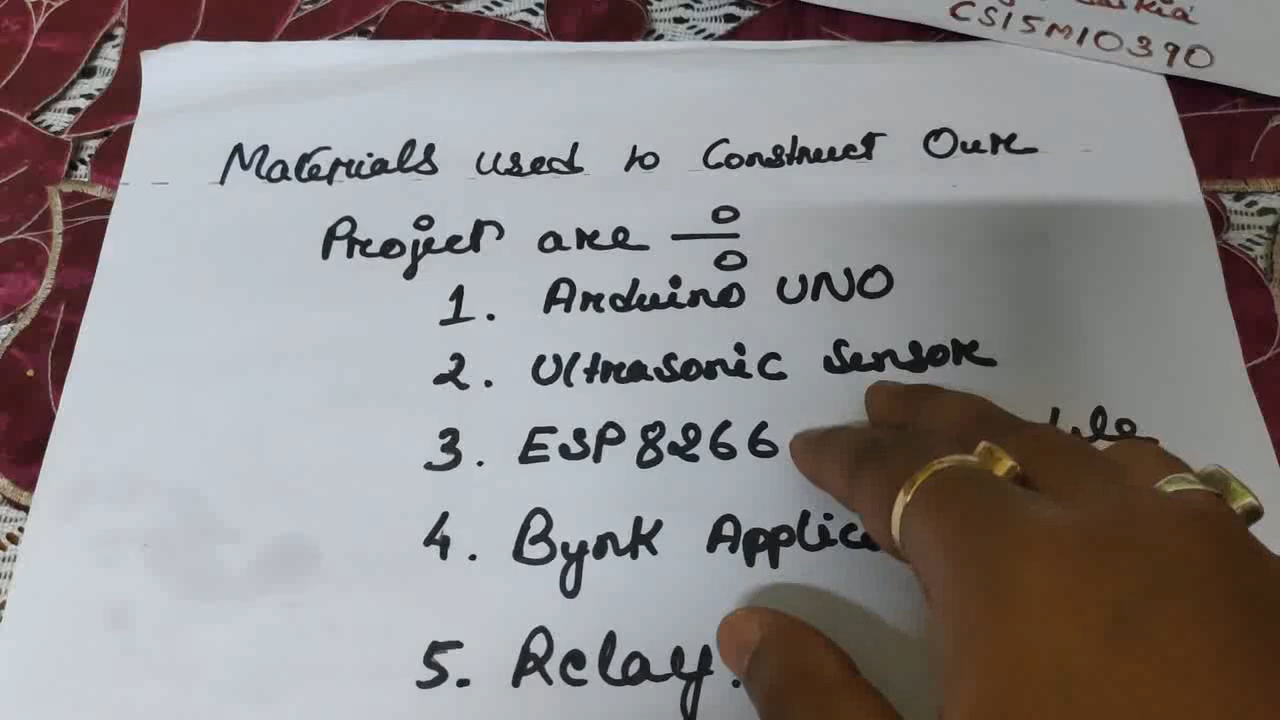 CS15M10390
Materials used to Construct Our
Project are :-
1. Arduino UNO
2. Ultrasonic Sensor
3. ESP8266
4. Bynk
5. Relay.